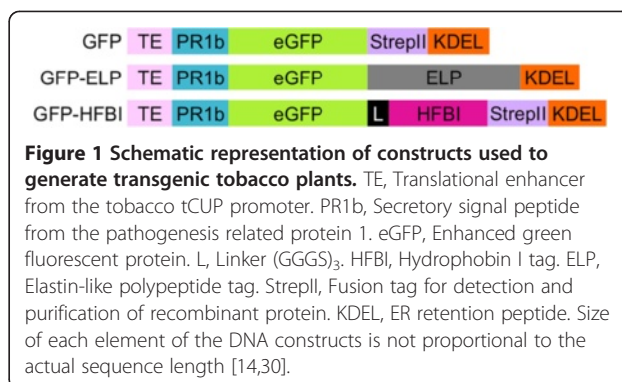 GFP TE PR1b eGFP StrepII KDEL
GFP-ELP TE PR1b eGFP ELP KDEL
GFP-HFBI TE PR1b eGFP L HFBI StrepII KDEL
Figure 1 Schematic representation of constructs used to
generate transgenic tobacco plants. TE, Translational enhancer
from the tobacco tCUP promoter. PR1b, Secretory signal peptide
from the pathogenesis related protein 1. eGFP, Enhanced green
fluorescent protein. L, Linker (GGGS)₃. HFBI, Hydrophobin I tag. ELP,
Elastin-like polypeptide tag. StrepII, Fusion tag for detection and
purification of recombinant protein. KDEL, ER retention peptide. Size
of each element of the DNA constructs is not proportional to the
actual sequence length [14,30].